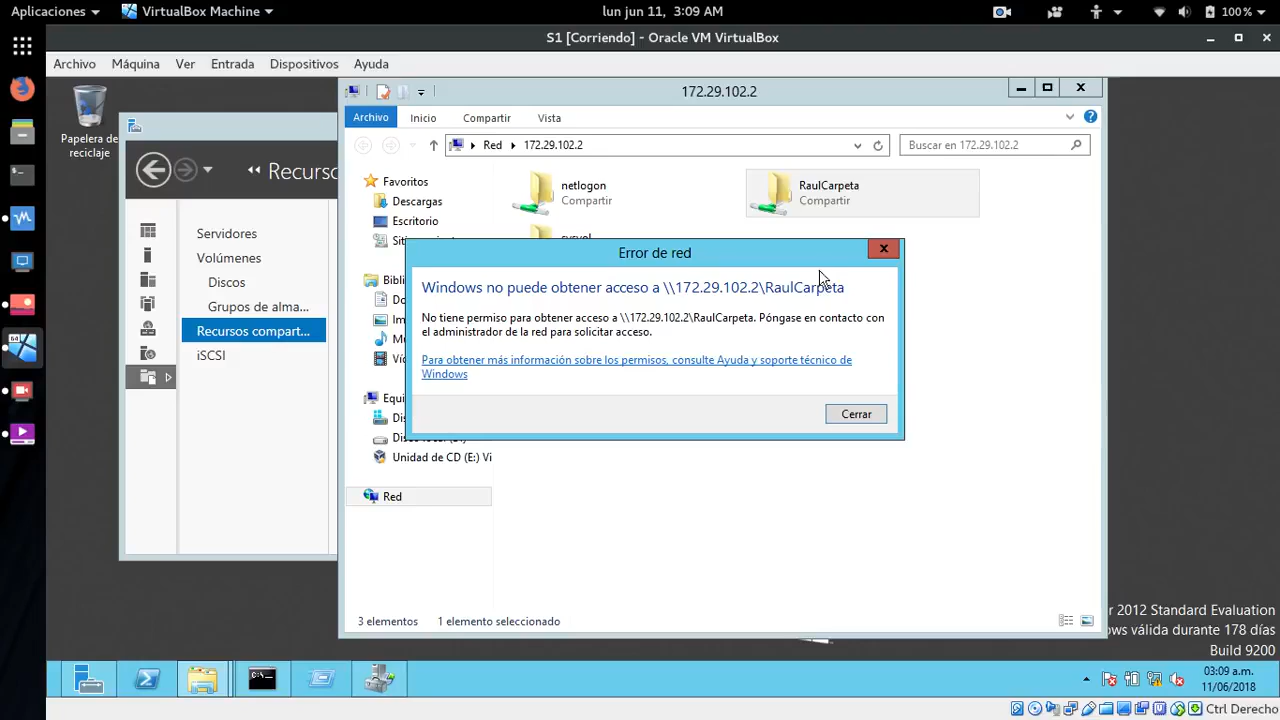 Aplicaciones
VirtualBox Machine
lun jun 11, 3:09 AM
100%
S1 [Corriendo] - Oracle VM VirtualBox
Archivo Máquina Ver Entrada Dispositivos Ayuda
Papelera de
reciclaje
172.29.102.2
Archivo Inicio Compartir Vista
Red 172.29.102.2
Buscar en 172.29.102.2
Recurso
Servidores
Volúmenes
Discos
Grupos de alma...
Recursos compart...
iSCSI
Favoritos
Descargas
Escritorio
Bibli
Equi
Unidad de CD (E:) Vi
Red
netlogon
Compartir
RaulCarpeta
Compartir
Error de red
Windows no puede obtener acceso a \\172.29.102.2\RaulCarpeta
No tiene permiso para obtener acceso a \\172.29.102.2\RaulCarpeta. Póngase en contacto con
el administrador de la red para solicitar acceso.
Para obtener más información sobre los permisos, consulte Ayuda y soporte técnico de
Windows
Cerrar
3 elementos 1 elemento seleccionado
r 2012 Standard Evaluation
ows válida durante 178 días
Build 9200
03:09 a.m.
11/06/2018
Ctrl Derecho